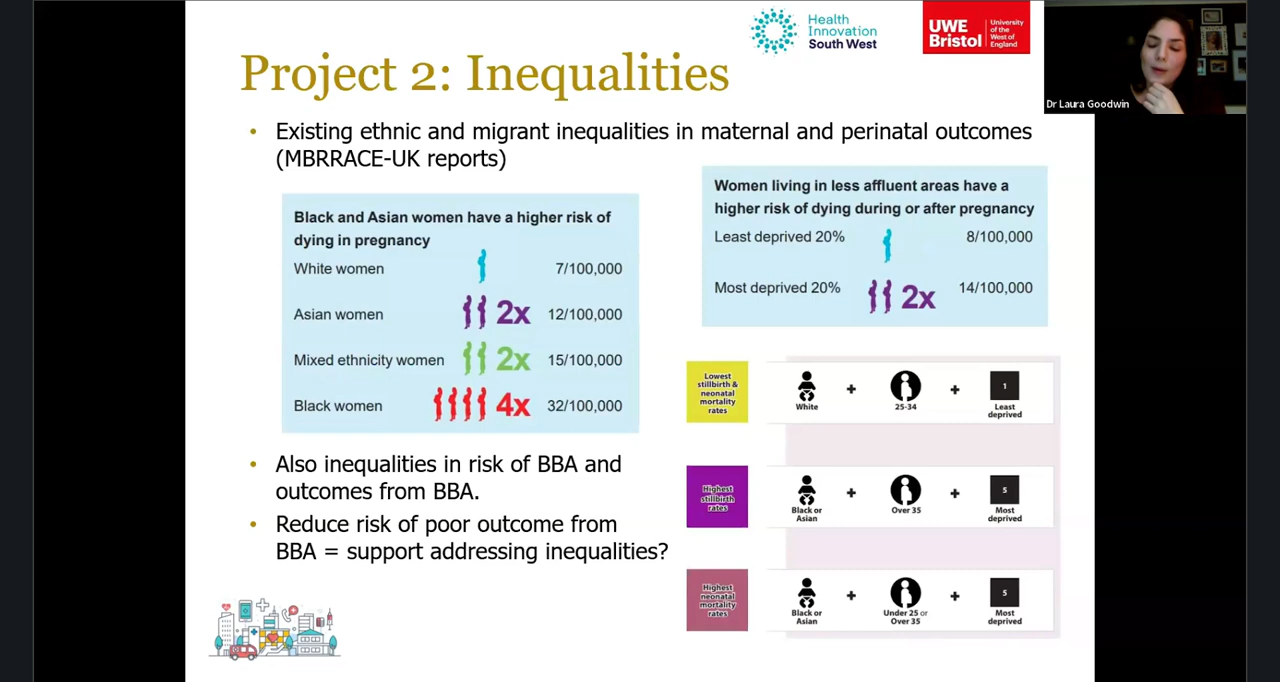 Health
Innovation
South West
UWE
Bristol
University
of the
West of
England
Dr Laura Goodwin
Project 2: Inequalities
• Existing ethnic and migrant inequalities in maternal and perinatal outcomes
(MBRRACE-UK reports)
Black and Asian women have a higher risk of
dying in pregnancy
White women 7/100,000
Asian women 2x 12/100,000
Mixed ethnicity women 2x 15/100,000
Black women 4x 32/100,000
Women living in less affluent areas have a
higher risk of dying during or after pregnancy
Least deprived 20% 8/100,000
Most deprived 20% 2x 14/100,000
• Also inequalities in risk of BBA and
outcomes from BBA.
• Reduce risk of poor outcome from
BBA = support addressing inequalities?
Lowest
stillbirth &
neonatal
mortality
rates
White
+
25-34
+
1
Least
deprived
Highest
stillbirth
rates
Black or
Asian
+
Over 35
+
5
Most
deprived
Highest
neonatal
mortality
rates
Black or
Asian
+
Under 25 or
Over 35
+
5
Most
deprived